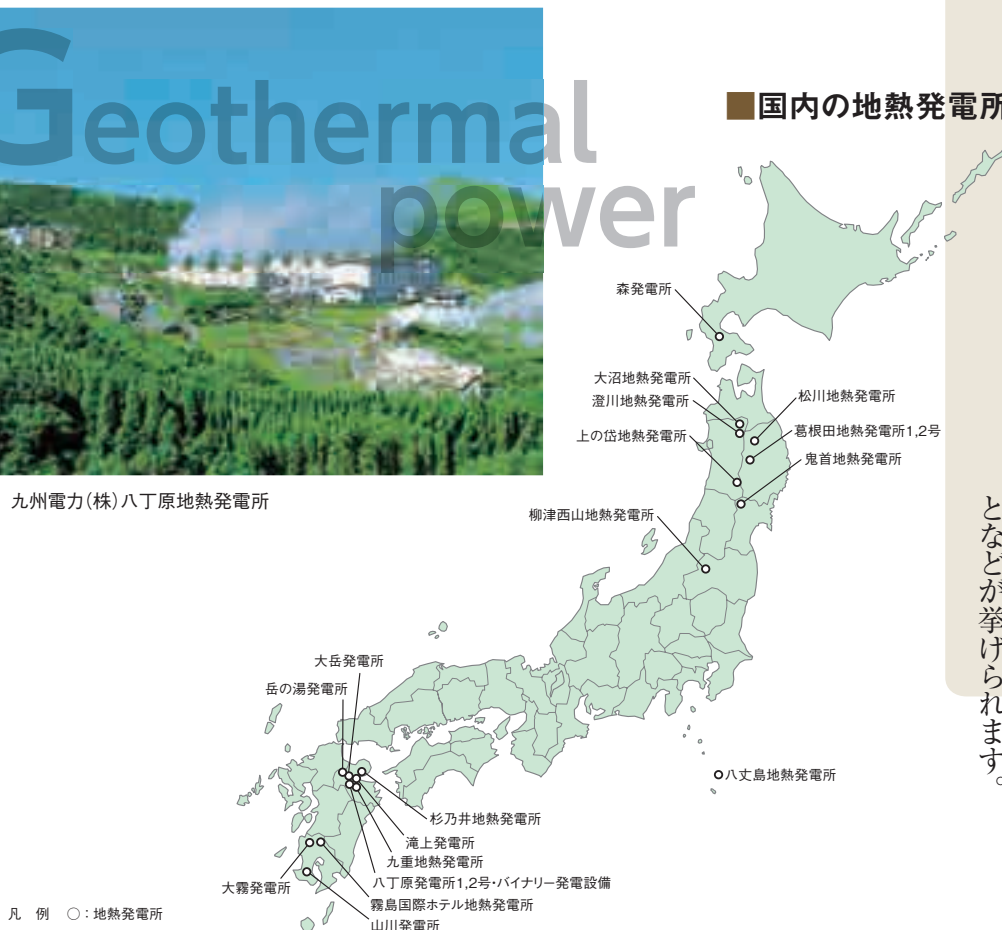 Geothermal
power
■国内の地熱発電所
森発電所
大沼地熱発電所
澄川地熱発電所
松川地熱発電所
上の岱地熱発電所
葛根田地熱発電所1,2号
鬼首地熱発電所
九州電力(株)八丁原地熱発電所
柳津西山地熱発電所
となどが挙げられます。
大岳発電所
岳の湯発電所
八丈島地熱発電所
杉乃井地熱発電所
滝上発電所
九重地熱発電所
大霧発電所
八丁原発電所1,2号・バイナリー発電設備
霧島国際ホテル地熱発電所
山川発電所
凡 例 ○：地熱発電所